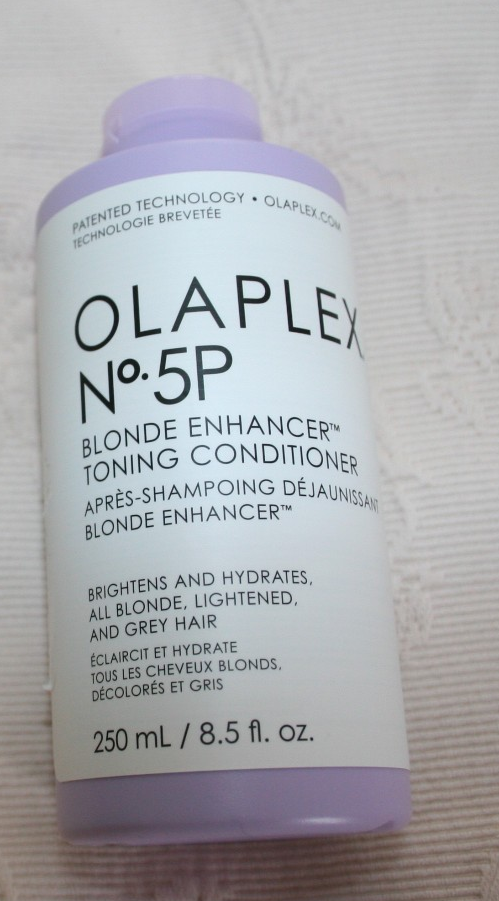 PATENTED TECHNOLOGY • OLAPLEX.COM
TECHNOLOGIE BREVETÉE
OLAPLEX
Nº.5P
BLONDE ENHANCER™
TONING CONDITIONER
APRÈS-SHAMPOING DÉJAUNISSANT
BLONDE ENHANCER™
BRIGHTENS AND HYDRATES,
ALL BLONDE, LIGHTENED,
AND GREY HAIR
ÉCLAIRCIT ET HYDRATE
TOUS LES CHEVEUX BLONDS,
DÉCOLORÉS ET GRIS
250 mL / 8.5 fl. oz.